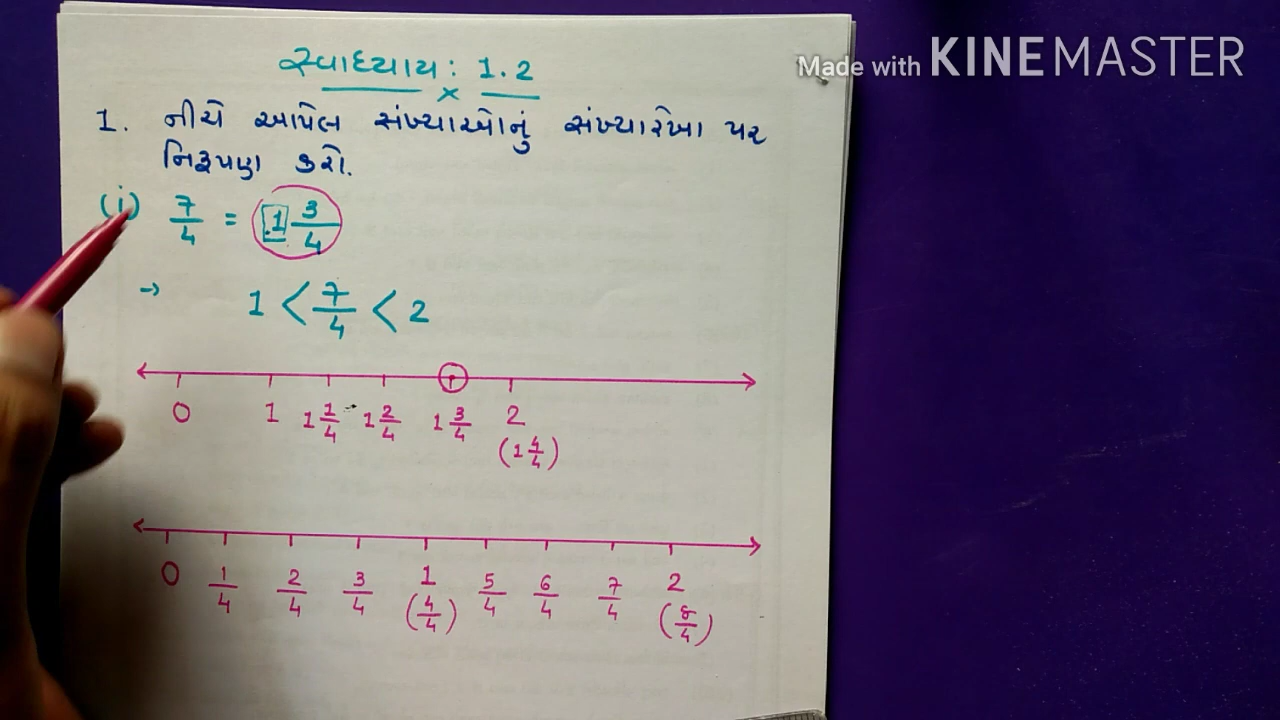 Made with KINEMASTER
સ્વાધ્યાય: 1.2
1. નીચે આપેલ સંખ્યાઓનું સંખ્યારેખા પર
નિરૂપણ કરો.
(i) 7/4 = 1 3/4
→ 1 < 7/4 < 2
0 1 1 1/4 1 2/4 1 3/4 2
(1 4/4)
0 1/4 2/4 3/4 1 5/4 6/4 7/4 2
(4/4) (8/4)